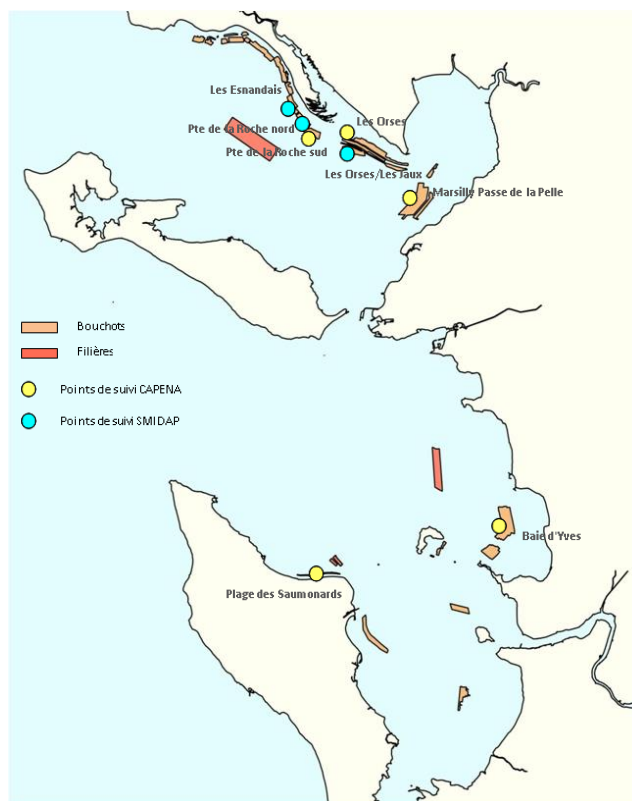 Les Esnandais
Les Orses
Pte de la Roche nord
Pte de la Roche sud
Les Orses/Les Jaux
Marsilly Passe de la Pelle
Bouchots
Filières
Points de suivi CAPENA
Points de suivi SMIDAP
Baie d'Yves
Plage des Saumonards